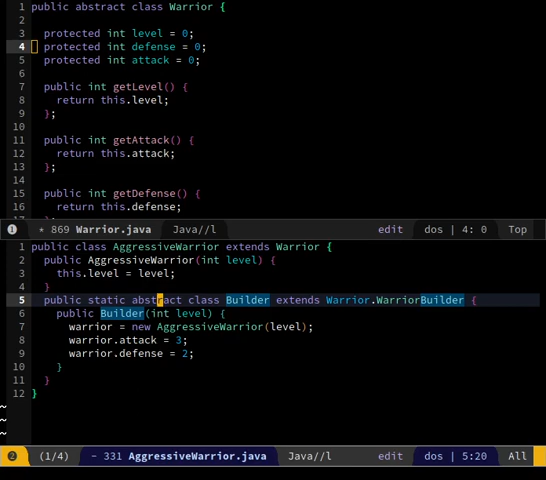 1 public abstract class Warrior {
2
3 protected int level = 0;
4 protected int defense = 0;
5 protected int attack = 0;
6
7 public int getLevel() {
8 return this.level;
9 };
10
11 public int getAttack() {
12 return this.attack;
13 };
14
15 public int getDefense() {
16 return this.defense;
1 * 869 Warrior.java Java//l edit dos | 4: 0 Top
1 public class AggressiveWarrior extends Warrior {
2 public AggressiveWarrior(int level) {
3 this.level = level;
4 }
5 public static abstract class Builder extends Warrior.WarriorBuilder {
6 public Builder(int level) {
7 warrior = new AggressiveWarrior(level);
8 warrior.attack = 3;
9 warrior.defense = 2;
10 }
11 }
12 }
~
~
~
2 (1/4) - 331 AggressiveWarrior.java Java//l edit dos | 5:20 All